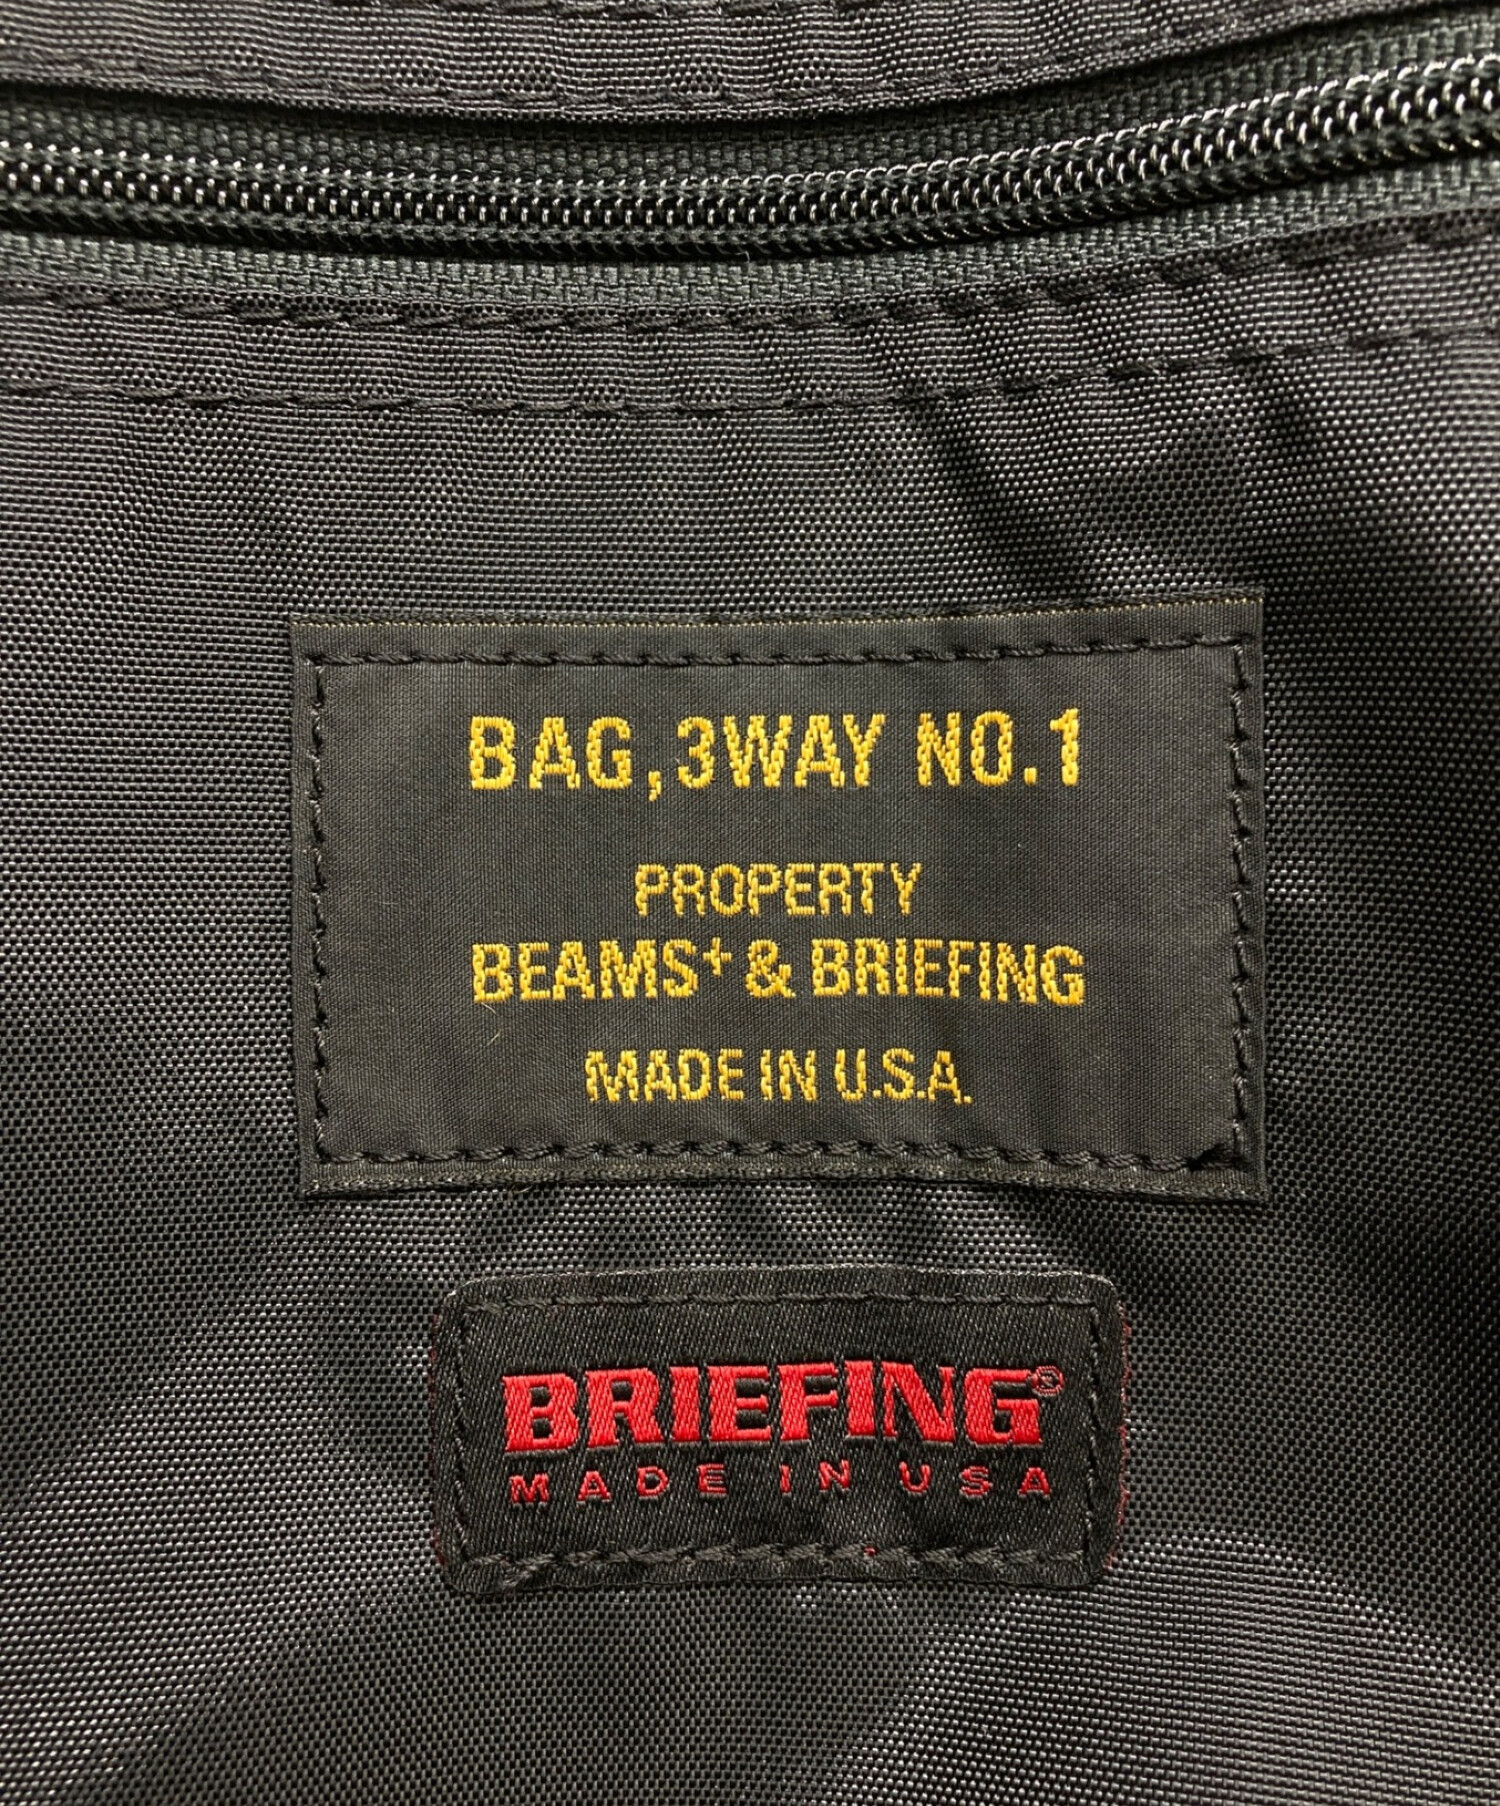 BAG, 3WAY NO.1
PROPERTY
BEAMS+ & BRIEFING
MADE IN U.S.A.
BRIEFING®
MADE IN USA